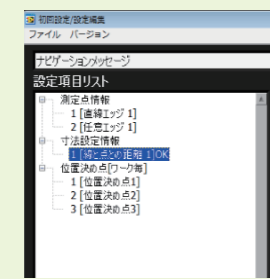 初回設定/設定編集
ファイル バージョン
ナビゲーションメッセージ
設定項目リスト
測定点情報
1 [直線エッジ 1]
2 [任意エッジ 1]
寸法設定情報
1 [線と点との距離 1]OK
位置決め点[ワーク毎]
1 [位置決め点1]
2 [位置決め点2]
3 [位置決め点3]